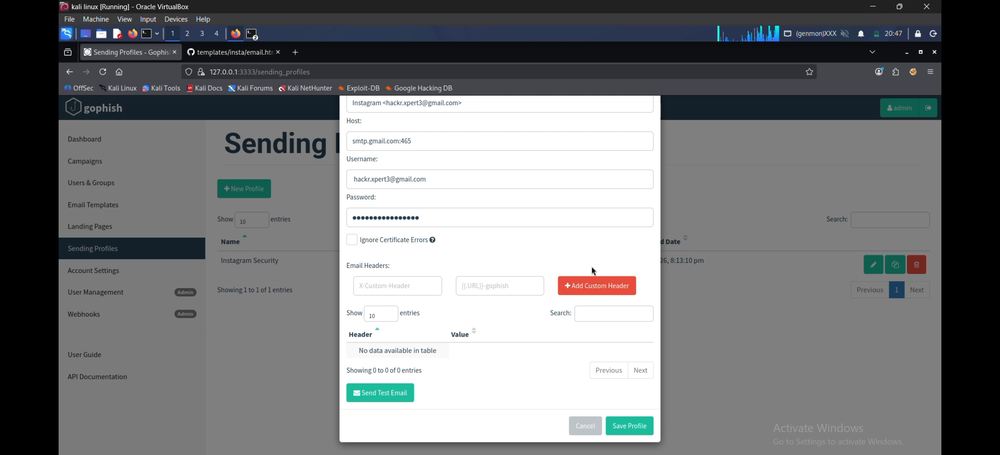 kali linux [Running] - Oracle VirtualBox
File Machine View Input Devices Help
1 2 3 4 2 (genmon)XXX 20:47
Sending Profiles - Gophis templates/insta/email.htm
127.0.0.1:3333/sending_profiles
OffSec Kali Linux Kali Tools Kali Docs Kali Forums Kali NetHunter Exploit-DB Google Hacking DB
gophish
admin
Dashboard
Campaigns
Users & Groups
Email Templates
Landing Pages
Sending Profiles
Account Settings
User Management Admin
Webhooks Admin
User Guide
API Documentation
Sending
New Profile
Show 10 entries
Search:
Name
d Date
Instagram Security
26, 8:13:10 pm
Showing 1 to 1 of 1 entries
Previous 1 Next
Instagram <hackr.xpert3@gmail.com>
Host:
smtp.gmail.com:465
Username:
hackr.xpert3@gmail.com
Password:
••••••••••••••••
Ignore Certificate Errors
Email Headers:
X-Custom-Header {{.URL}}-gophish Add Custom Header
Show 10 entries Search:
Header Value
No data available in table
Showing 0 to 0 of 0 entries Previous Next
Send Test Email
Cancel Save Profile
Activate Windows
Go to Settings to activate Windows.